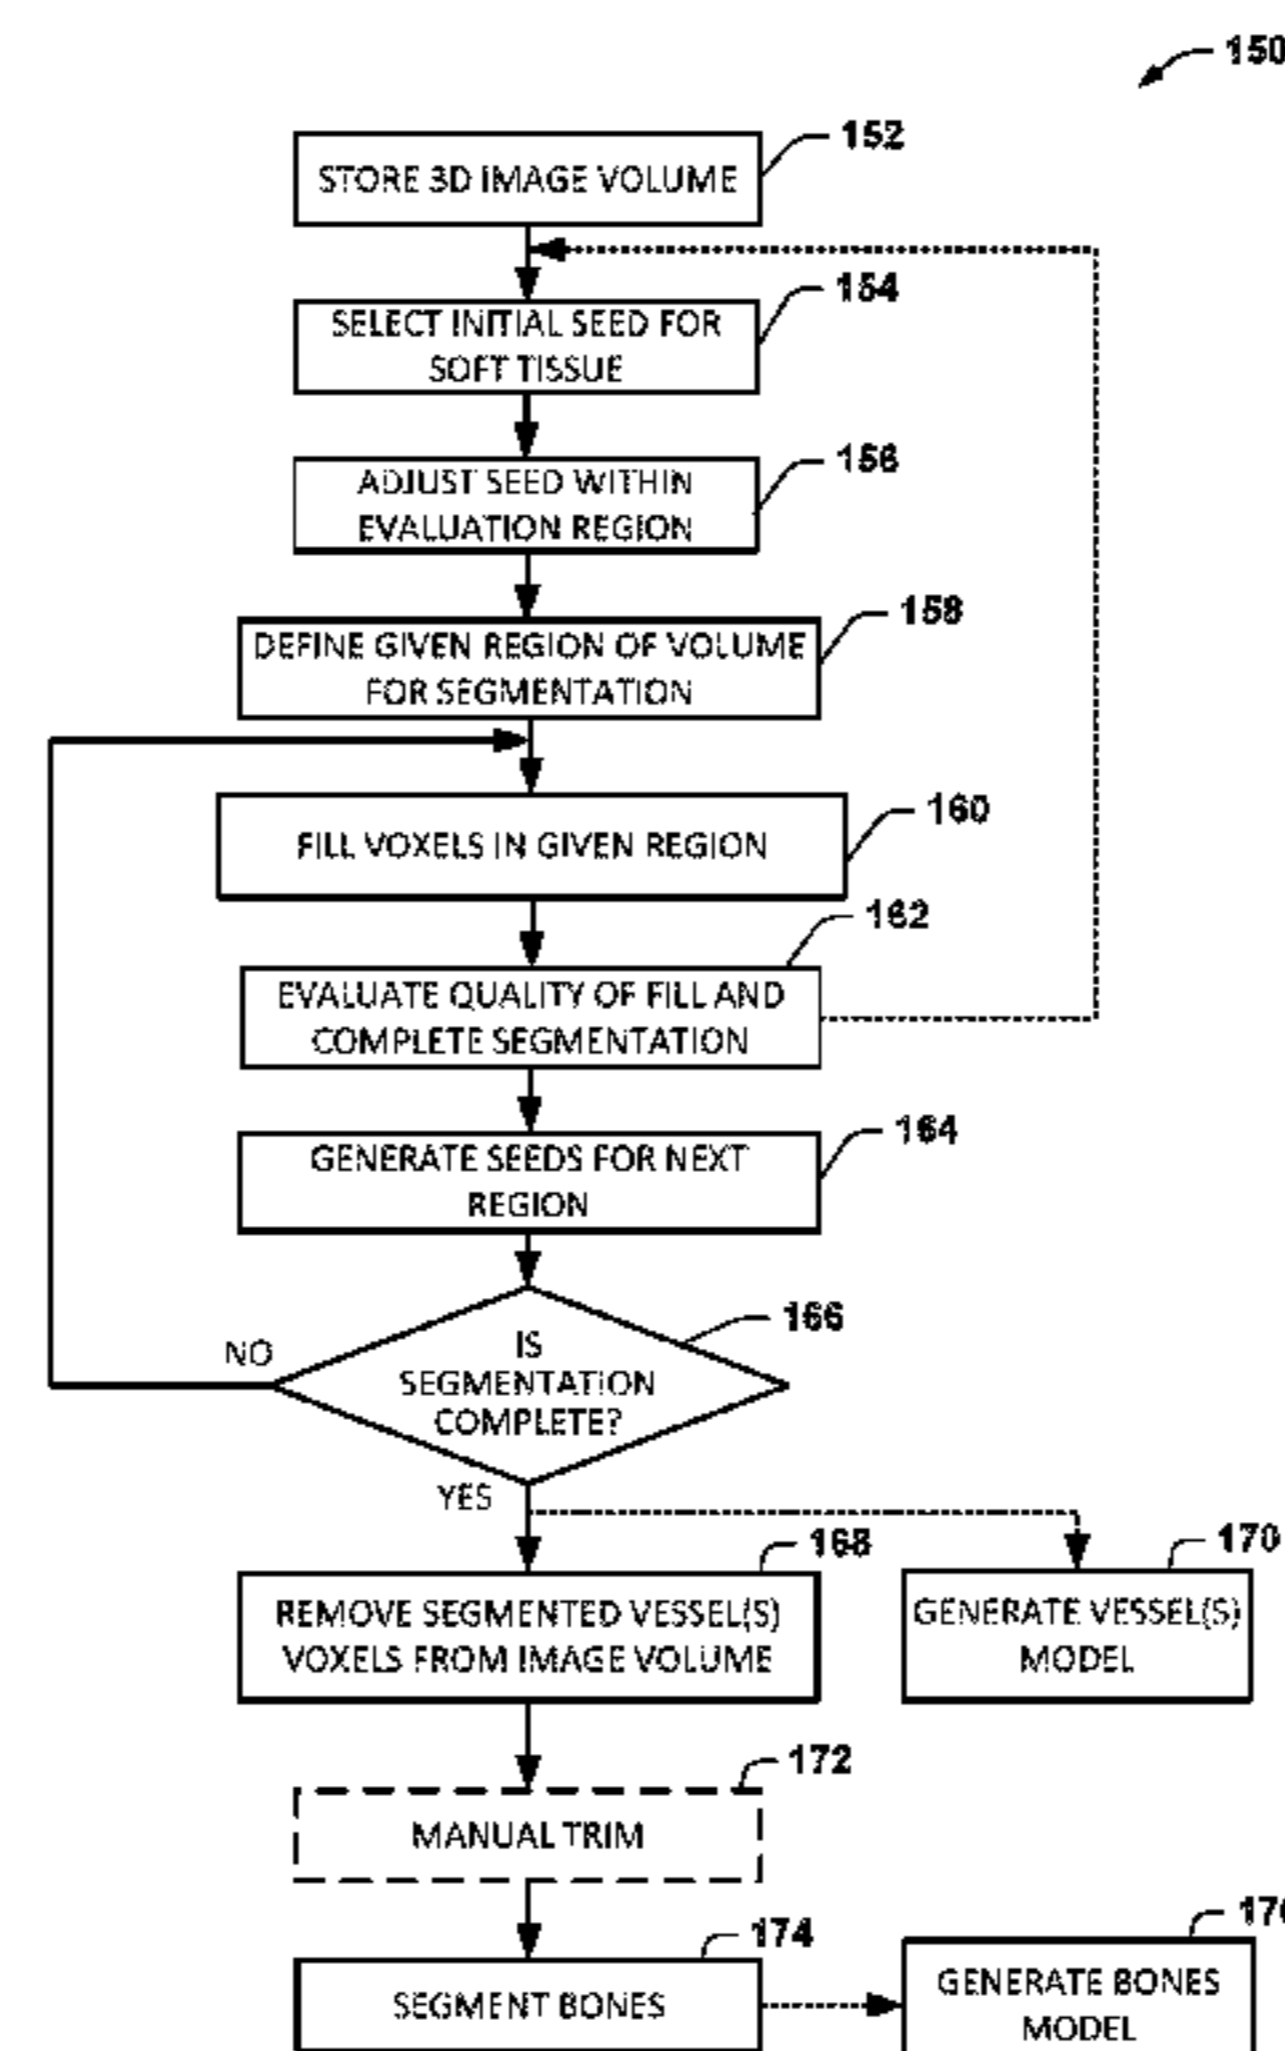 150
152
STORE 3D IMAGE VOLUME
154
SELECT INITIAL SEED FOR
SOFT TISSUE
156
ADJUST SEED WITHIN
EVALUATION REGION
158
DEFINE GIVEN REGION OF VOLUME
FOR SEGMENTATION
160
FILL VOXELS IN GIVEN REGION
162
EVALUATE QUALITY OF FILL AND
COMPLETE SEGMENTATION
164
GENERATE SEEDS FOR NEXT
REGION
166
NO
IS
SEGMENTATION
COMPLETE?
YES
168
REMOVE SEGMENTED VESSEL(S)
VOXELS FROM IMAGE VOLUME
170
GENERATE VESSEL(S)
MODEL
172
MANUAL TRIM
174
SEGMENT BONES
GENERATE BONES
MODEL